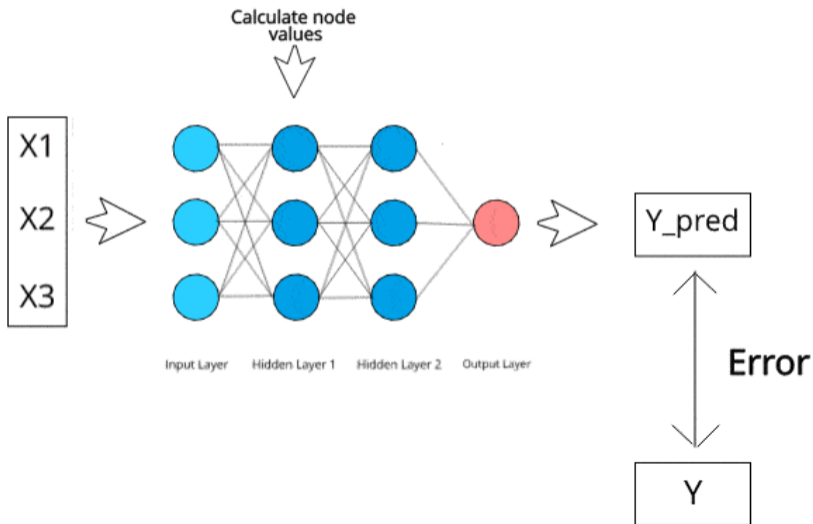 Calculate node
values
X1
X2
X3
Y_pred
Input Layer
Hidden Layer 1
Hidden Layer 2
Output Layer
Error
Y